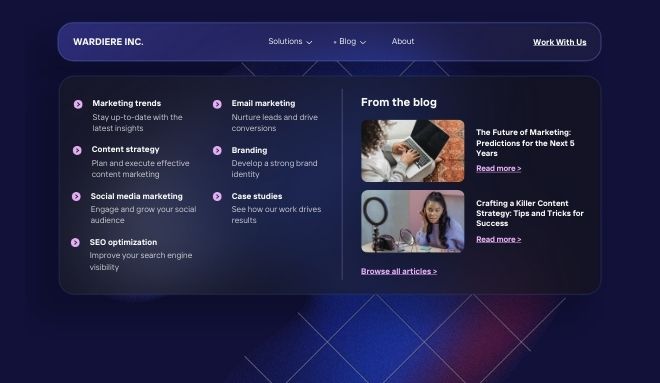 WARDIERE INC.
Solutions
Blog
About
Work With Us
Marketing trends
Stay up-to-date with the
latest insights
Content strategy
Plan and execute effective
content marketing
Social media marketing
Engage and grow your social
audience
SEO optimization
Improve your search engine
visibility
Email marketing
Nurture leads and drive
conversions
Branding
Develop a strong brand
identity
Case studies
See how our work drives
results
From the blog
The Future of Marketing:
Predictions for the Next 5
Years
Read more >
Crafting a Killer Content
Strategy: Tips and Tricks for
Success
Read more >
Browse all articles >